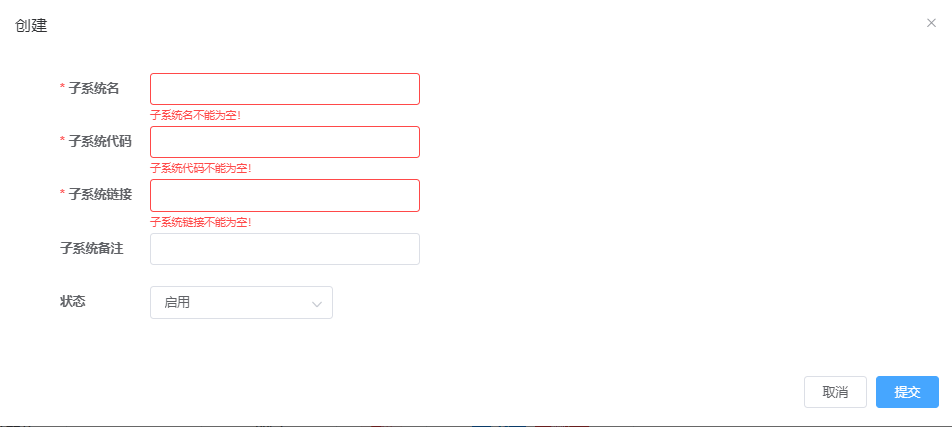 创建
* 子系统名
子系统名不能为空!
* 子系统代码
子系统代码不能为空!
* 子系统链接
子系统链接不能为空!
子系统备注
状态 启用
取消 提交